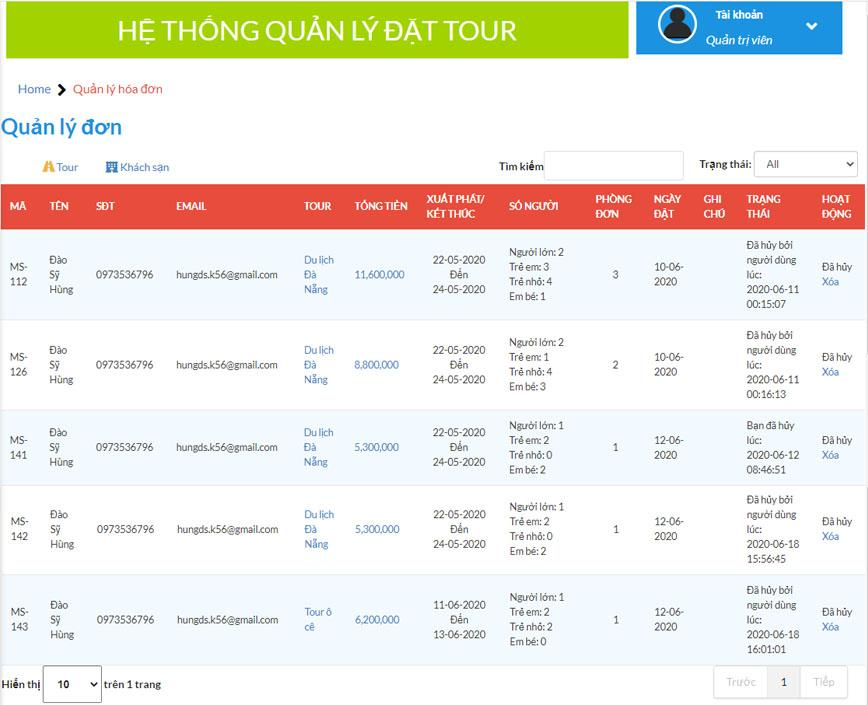 HỆ THỐNG QUẢN LÝ ĐẶT TOUR
Tài khoản
Quản trị viên
Home Quản lý hóa đơn
Quản lý đơn
Tour Khách sạn Tìm kiếm Trạng thái: All
MÃ TÊN SĐT EMAIL TOUR TỔNG TIỀN XUẤT PHÁT/ KẾT THÚC SỐ NGƯỜI PHÒNG ĐƠN NGÀY ĐẶT GHI CHÚ TRẠNG THÁI HOẠT ĐỘNG
MS-112 Đào Sỹ Hùng 0973536796 hungds.k56@gmail.com Du lịch Đà Nẵng 11,600,000 22-05-2020 Đến 24-05-2020 Người lớn: 2 Trẻ em: 3 Trẻ nhỏ: 4 Em bé: 1 3 10-06-2020 Đã hủy bởi người dùng lúc: 2020-06-11 00:15:07 Đã hủy Xóa
MS-126 Đào Sỹ Hùng 0973536796 hungds.k56@gmail.com Du lịch Đà Nẵng 8,800,000 22-05-2020 Đến 24-05-2020 Người lớn: 2 Trẻ em: 1 Trẻ nhỏ: 4 Em bé: 3 2 10-06-2020 Đã hủy bởi người dùng lúc: 2020-06-11 00:16:13 Đã hủy Xóa
MS-141 Đào Sỹ Hùng 0973536796 hungds.k56@gmail.com Du lịch Đà Nẵng 5,300,000 22-05-2020 Đến 24-05-2020 Người lớn: 1 Trẻ em: 2 Trẻ nhỏ: 0 Em bé: 2 1 12-06-2020 Bạn đã hủy lúc: 2020-06-12 08:46:51 Đã hủy Xóa
MS-142 Đào Sỹ Hùng 0973536796 hungds.k56@gmail.com Du lịch Đà Nẵng 5,300,000 22-05-2020 Đến 24-05-2020 Người lớn: 1 Trẻ em: 2 Trẻ nhỏ: 0 Em bé: 2 1 12-06-2020 Đã hủy bởi người dùng lúc: 2020-06-18 15:56:45 Đã hủy Xóa
MS-143 Đào Sỹ Hùng 0973536796 hungds.k56@gmail.com Tour ô cê 6,200,000 11-06-2020 Đến 13-06-2020 Người lớn: 1 Trẻ em: 2 Trẻ nhỏ: 2 Em bé: 0 1 12-06-2020 Đã hủy bởi người dùng lúc: 2020-06-18 16:01:01 Đã hủy Xóa
Hiển thị 10 trên 1 trang Trước 1 Tiếp